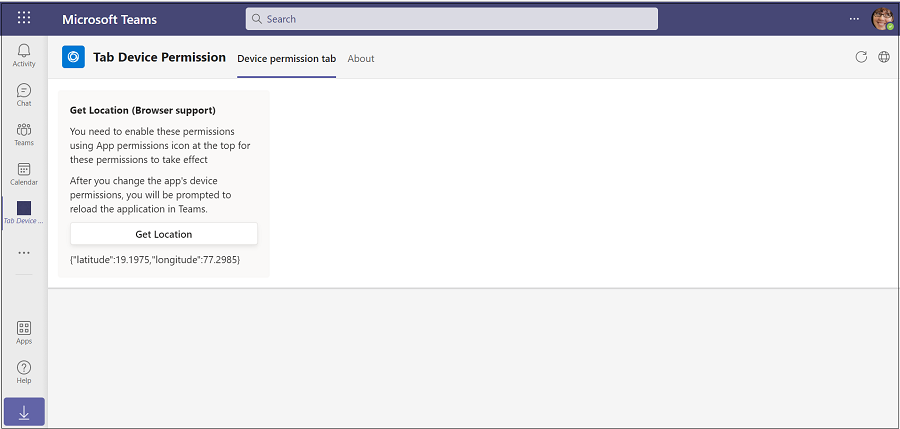 Microsoft Teams
Search
Activity
Chat
Teams
Calendar
Tab Device ...
Apps
Help
Tab Device Permission
Device permission tab
About
Get Location (Browser support)
You need to enable these permissions
using App permissions icon at the top for
these permissions to take effect
After you change the app's device
permissions, you will be prompted to
reload the application in Teams.
Get Location
{"latitude":19.1975,"longitude":77.2985}